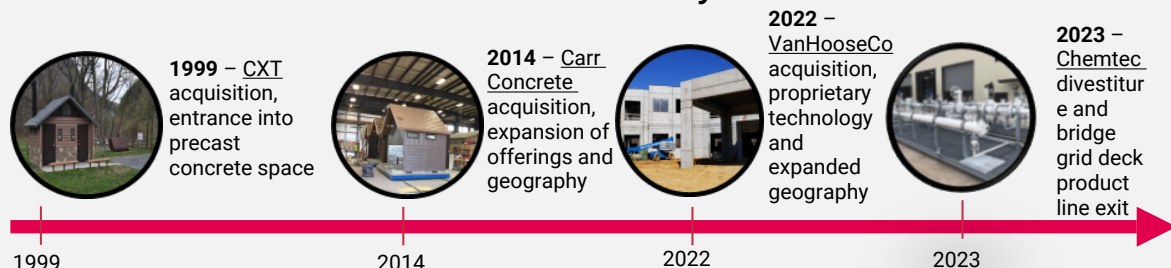 1999 – CXT
acquisition,
entrance into
precast
concrete space
2014 – Carr
Concrete
acquisition,
expansion of
offerings and
geography
2022 –
VanHooseCo
acquisition,
proprietary
technology
and
expanded
geography
2023 –
Chemtec
divestitur
e and
bridge
grid deck
product
line exit
1999
2014
2022
2023